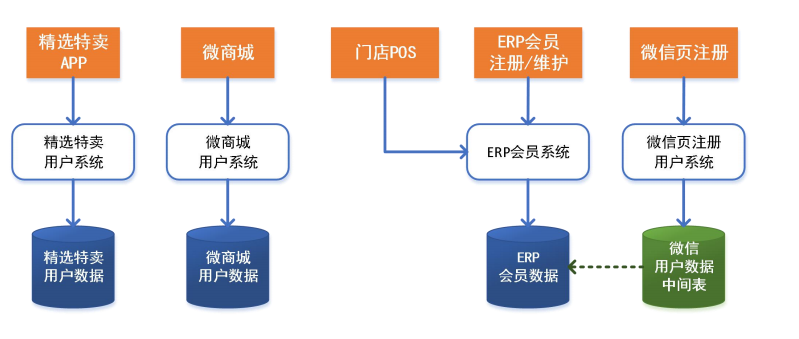 精选特卖
APP
微商城
门店POS
ERP会员
注册/维护
微信页注册
精选特卖
用户系统
微商城
用户系统
ERP会员系统
微信页注册
用户系统
精选特卖
用户数据
微商城
用户数据
ERP
会员数据
微信
用户数据
中间表